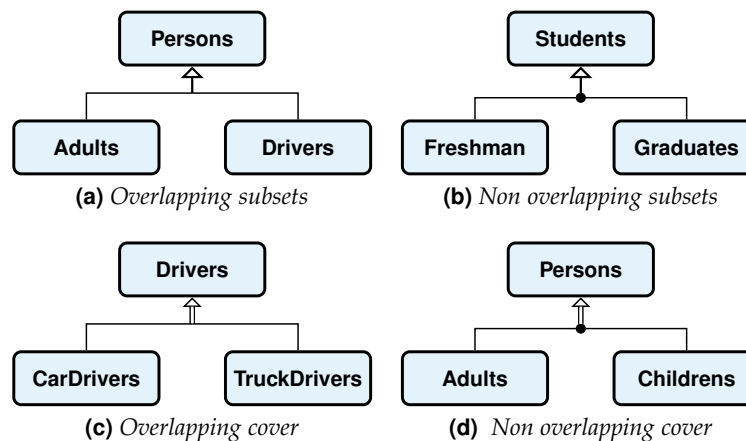 Persons
Students
Adults
Drivers
Freshman
Graduates
(a) Overlapping subsets
(b) Non overlapping subsets
Drivers
Persons
CarDrivers
TruckDrivers
Adults
Childrens
(c) Overlapping cover
(d) Non overlapping cover